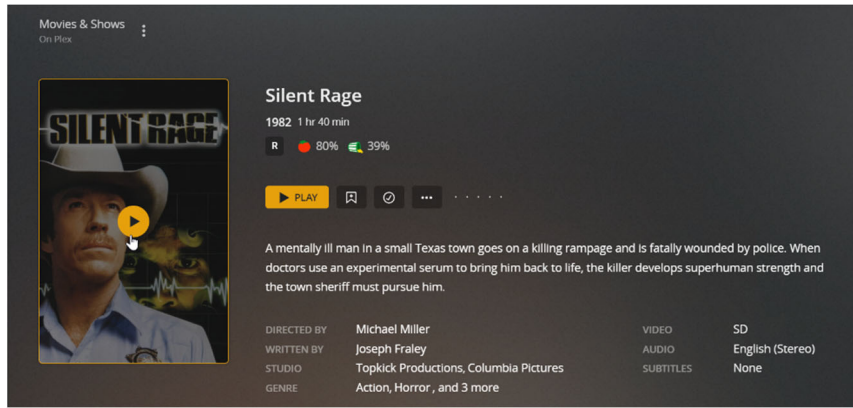 Movies & Shows
On Plex
SILENT RAGE
Silent Rage
1982 1 hr 40 min
R 80% 39%
PLAY
A mentally ill man in a small Texas town goes on a killing rampage and is fatally wounded by police. When
doctors use an experimental serum to bring him back to life, the killer develops superhuman strength and
the town sheriff must pursue him.
DIRECTED BY Michael Miller VIDEO SD
WRITTEN BY Joseph Fraley AUDIO English (Stereo)
STUDIO Topkick Productions, Columbia Pictures SUBTITLES None
GENRE Action, Horror , and 3 more